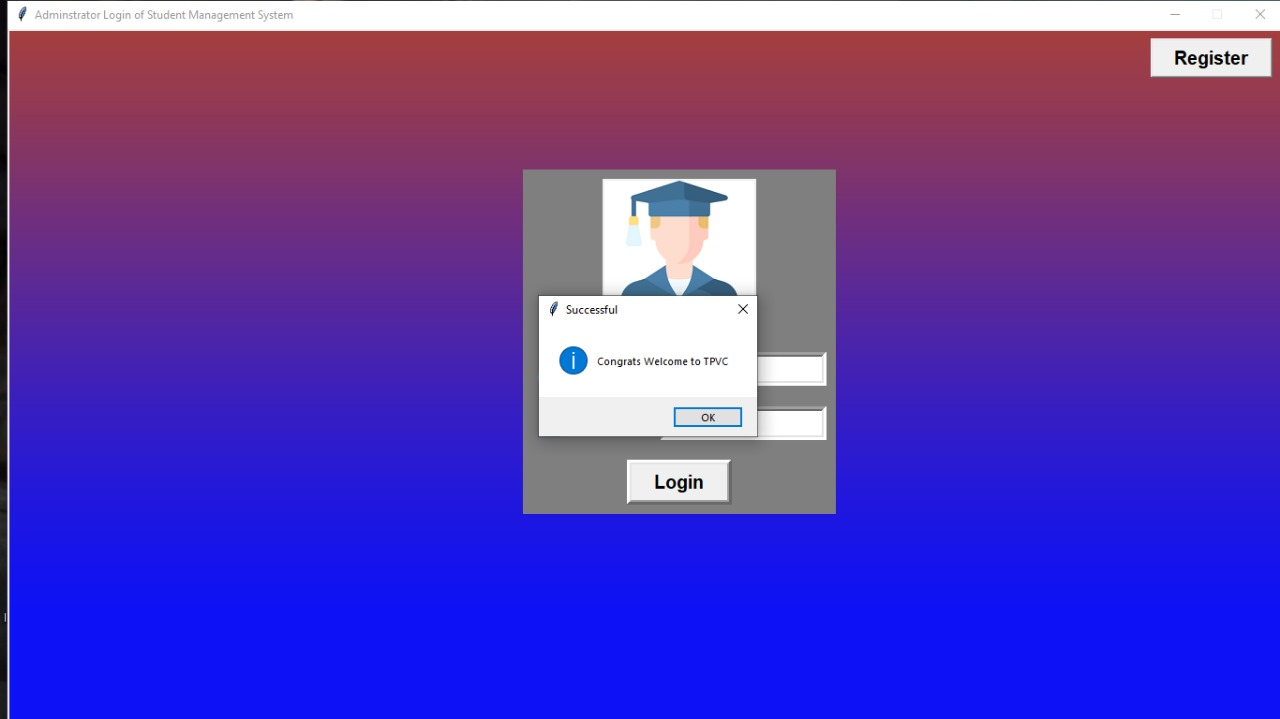 Adminstrator Login of Student Management System
Register
Successful
Congrats Welcome to TPVC
OK
Login